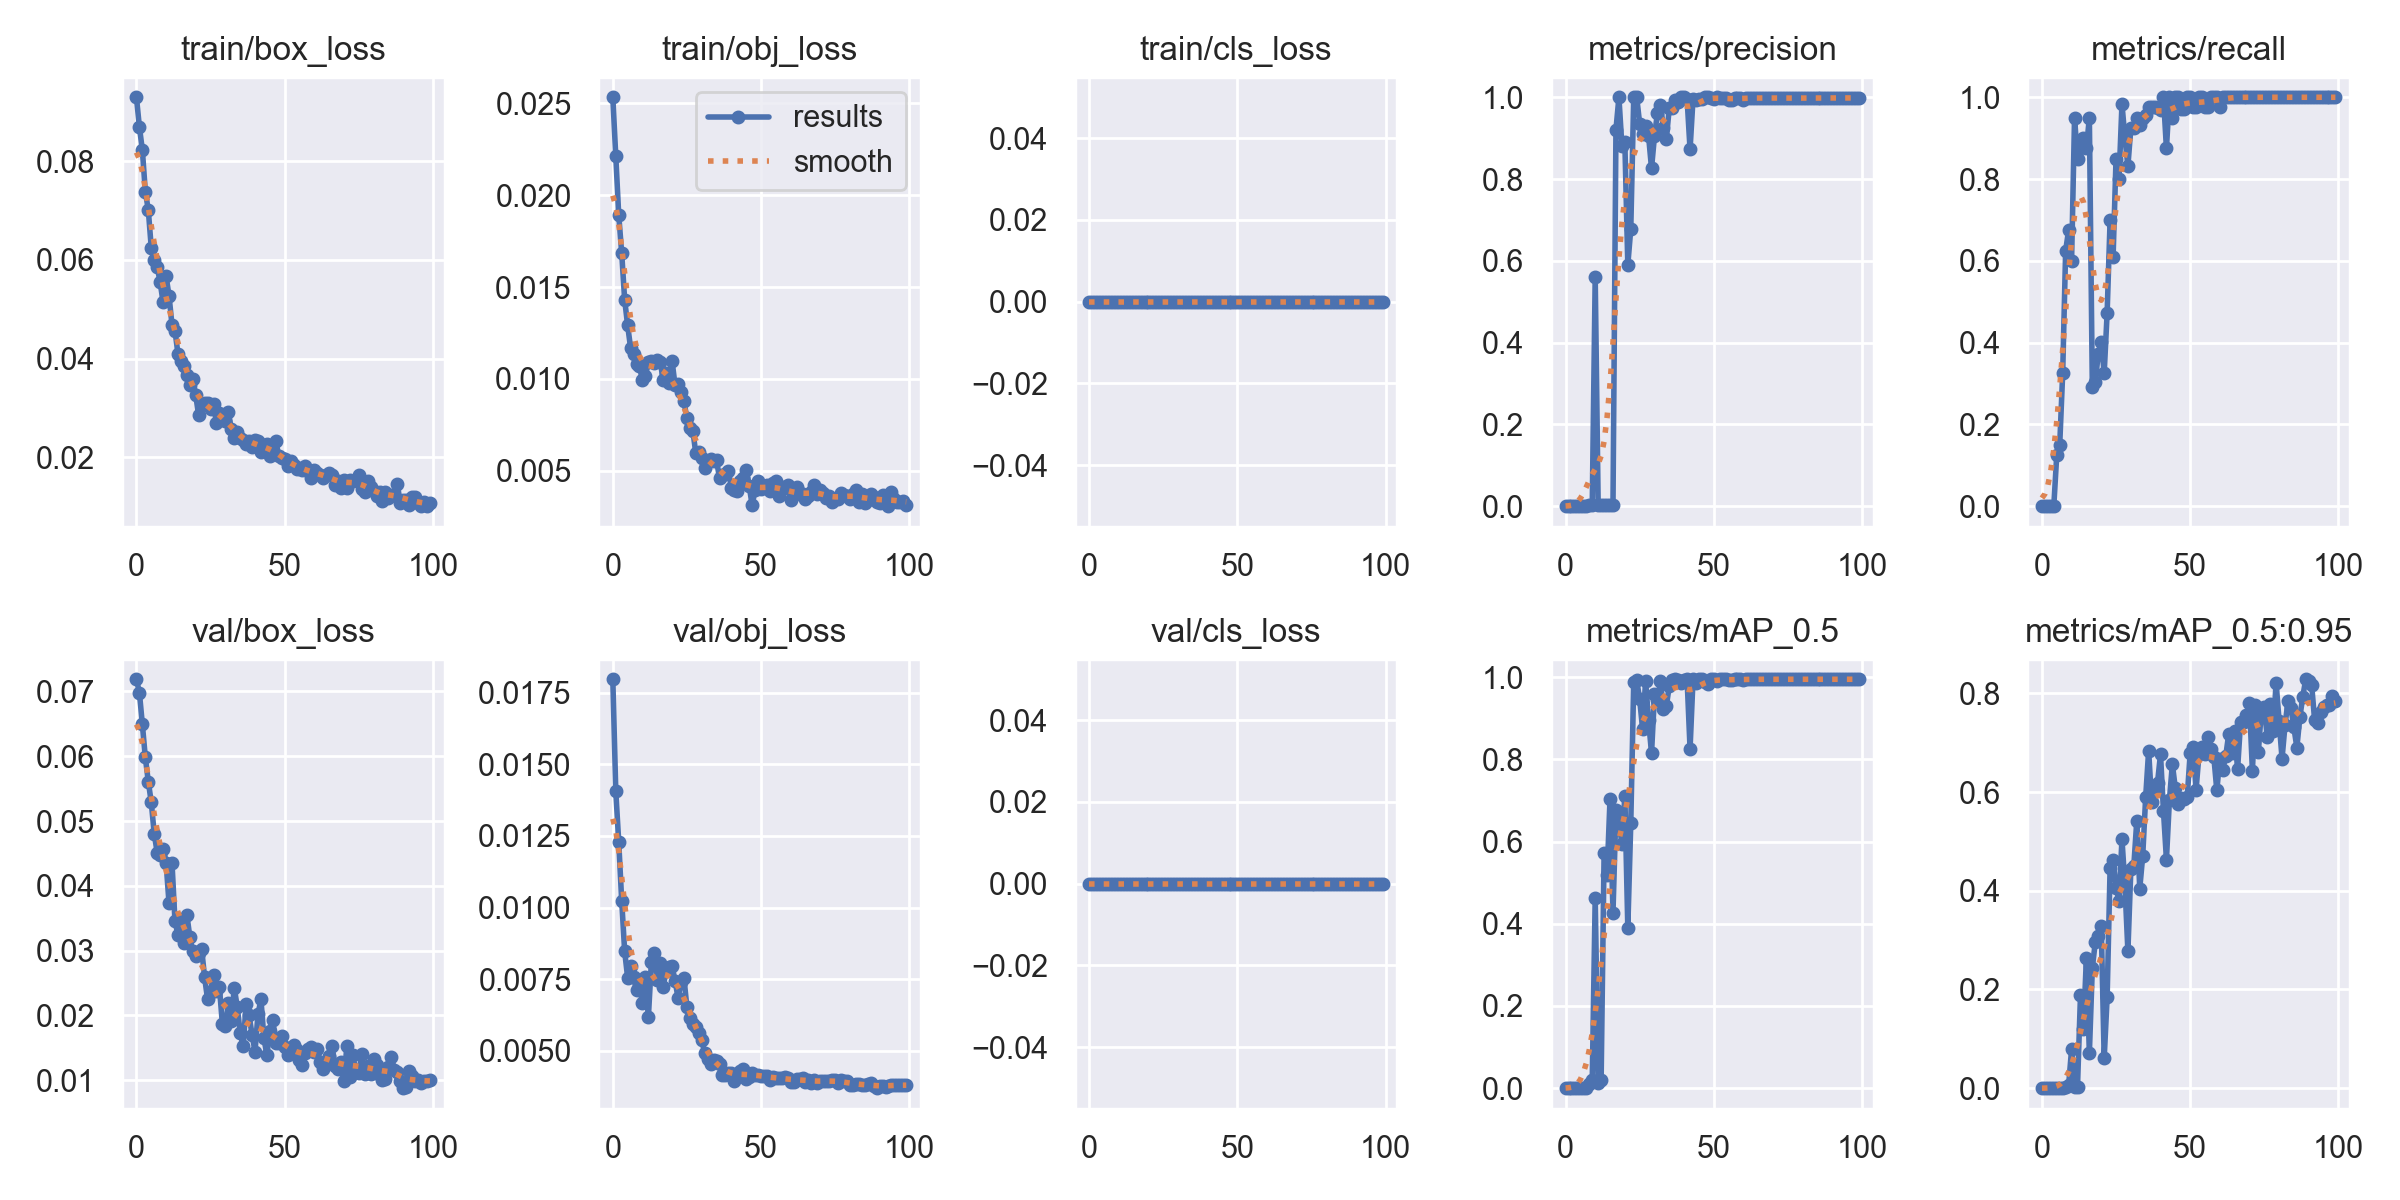 train/box_loss
0.08
0.06
0.04
0.02
0 50 100
train/obj_loss
results
smooth
0.025
0.020
0.015
0.010
0.005
0 50 100
train/cls_loss
0.04
0.02
0.00
−0.02
−0.04
0 50 100
metrics/precision
1.0
0.8
0.6
0.4
0.2
0.0
0 50 100
metrics/recall
1.0
0.8
0.6
0.4
0.2
0.0
0 50 100
val/box_loss
0.07
0.06
0.05
0.04
0.03
0.02
0.01
0 50 100
val/obj_loss
0.0175
0.0150
0.0125
0.0100
0.0075
0.0050
0 50 100
val/cls_loss
0.04
0.02
0.00
−0.02
−0.04
0 50 100
metrics/mAP_0.5
1.0
0.8
0.6
0.4
0.2
0.0
0 50 100
metrics/mAP_0.5:0.95
0.8
0.6
0.4
0.2
0.0
0 50 100